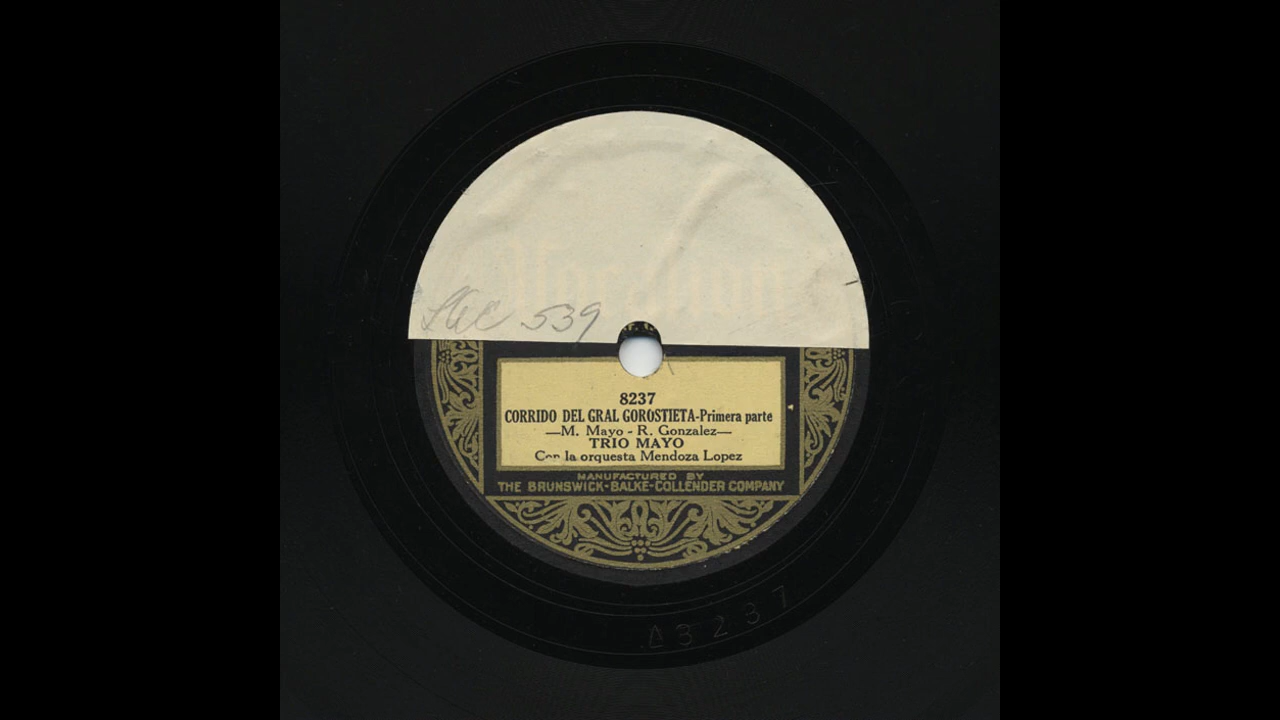 Vocalion
539
8237
CORRIDO DEL GRAL GOROSTIETA-Primera parte
—M. Mayo - R. Gonzalez—
TRIO MAYO
Con la orquesta Mendoza Lopez
MANUFACTURED BY
THE BRUNSWICK-BALKE-COLLENDER COMPANY
Δ3237